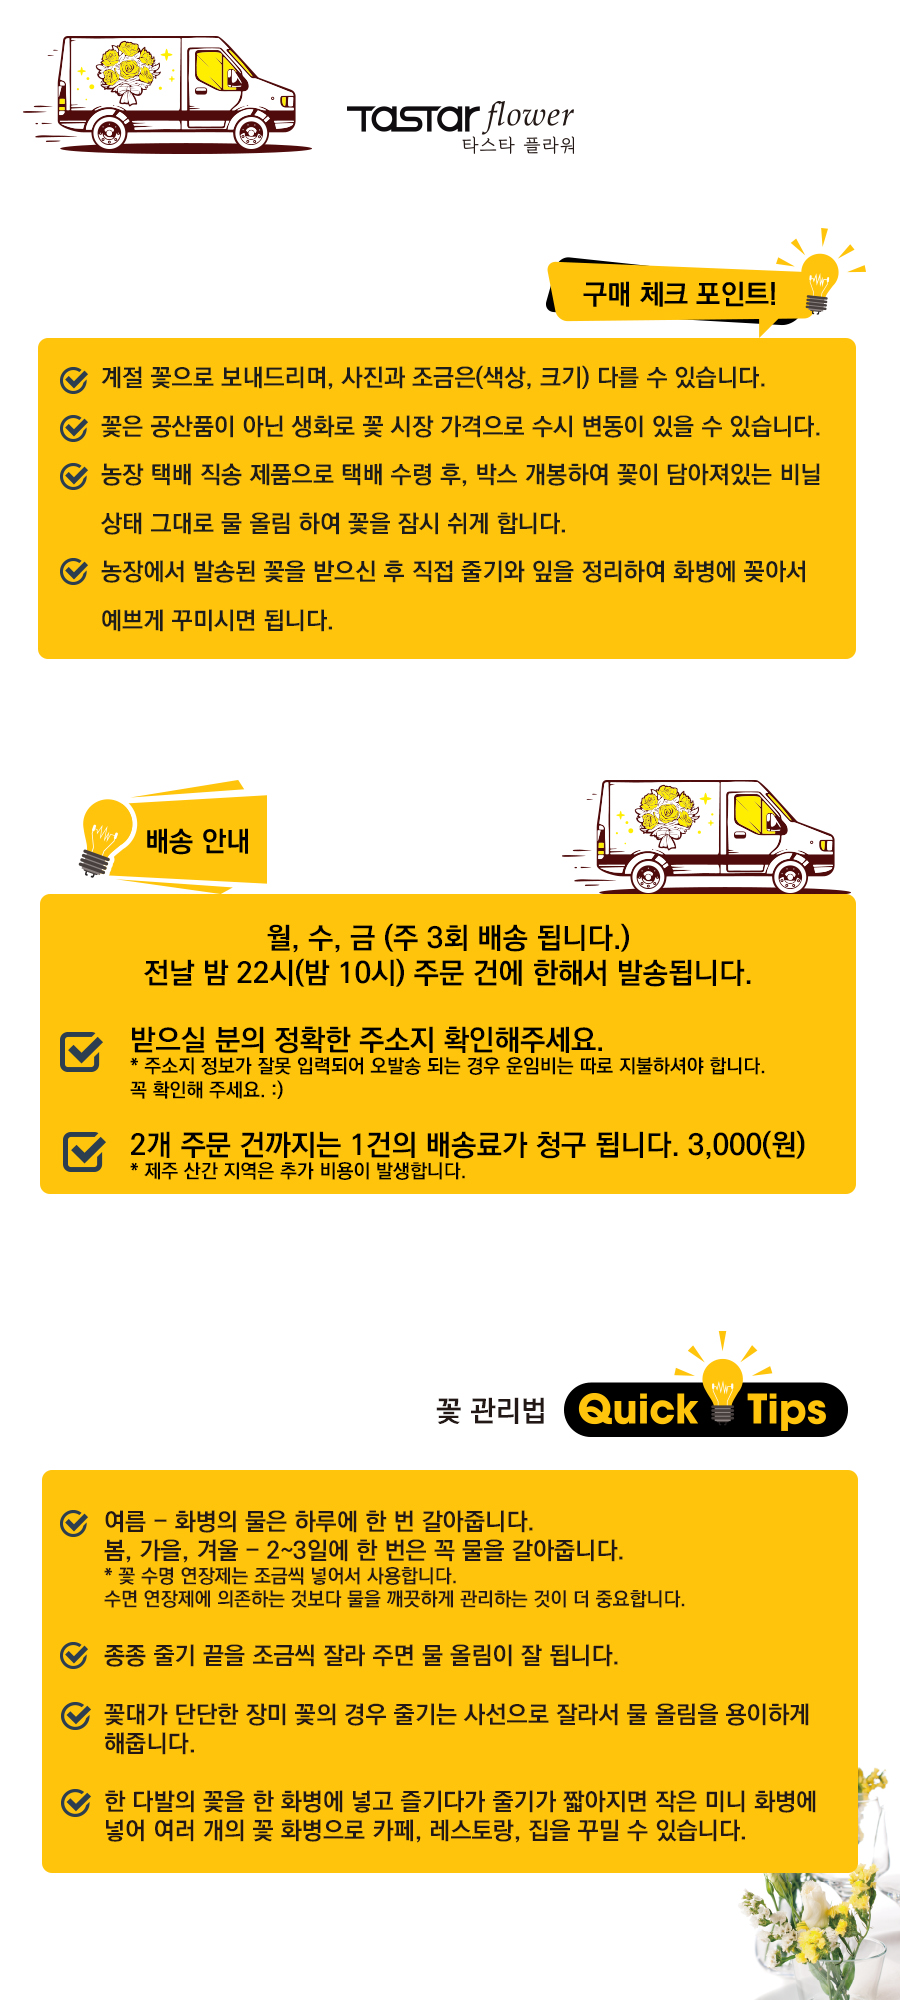 Tastar flower
타스타 플라워
구매 체크 포인트!
계절 꽃으로 보내드리며, 사진과 조금은(색상, 크기) 다를 수 있습니다.
꽃은 공산품이 아닌 생화로 꽃 시장 가격으로 수시 변동이 있을 수 있습니다.
농장 택배 직송 제품으로 택배 수령 후, 박스 개봉하여 꽃이 담아져있는 비닐
상태 그대로 물 올림 하여 꽃을 잠시 쉬게 합니다.
농장에서 발송된 꽃을 받으신 후 직접 줄기와 잎을 정리하여 화병에 꽂아서
예쁘게 꾸미시면 됩니다.
배송 안내
월, 수, 금 (주 3회 배송 됩니다.)
전날 밤 22시(밤 10시) 주문 건에 한해서 발송됩니다.
받으실 분의 정확한 주소지 확인해주세요.
* 주소지 정보가 잘못 입력되어 오발송 되는 경우 운임비는 따로 지불하셔야 합니다.
꼭 확인해 주세요. :)
2개 주문 건까지는 1건의 배송료가 청구 됩니다. 3,000(원)
* 제주 산간 지역은 추가 비용이 발생합니다.
꽃 관리법 Quick Tips
여름 - 화병의 물은 하루에 한 번 갈아줍니다.
봄, 가을, 겨울 - 2~3일에 한 번은 꼭 물을 갈아줍니다.
* 꽃 수명 연장제는 조금씩 넣어서 사용합니다.
수면 연장제에 의존하는 것보다 물을 깨끗하게 관리하는 것이 더 중요합니다.
종종 줄기 끝을 조금씩 잘라 주면 물 올림이 잘 됩니다.
꽃대가 단단한 장미 꽃의 경우 줄기는 사선으로 잘라서 물 올림을 용이하게
해줍니다.
한 다발의 꽃을 한 화병에 넣고 즐기다가 줄기가 짧아지면 작은 미니 화병에
넣어 여러 개의 꽃 화병으로 카페, 레스토랑, 집을 꾸밀 수 있습니다.